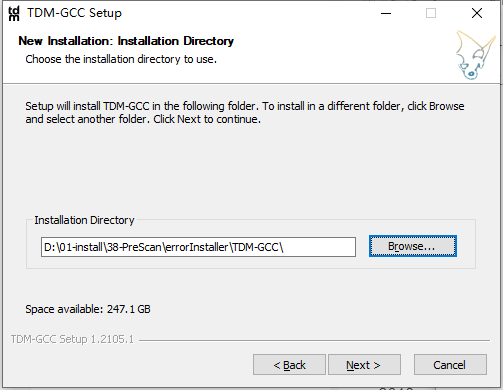 tdm TDM-GCC Setup
New Installation: Installation Directory
Choose the installation directory to use.
Setup will install TDM-GCC in the following folder. To install in a different folder, click Browse
and select another folder. Click Next to continue.
Installation Directory
D:\01-install\38-PreScan\errorInstaller\TDM-GCC\
Browse...
Space available: 247.1 GB
TDM-GCC Setup 1.2105.1
< Back
Next >
Cancel